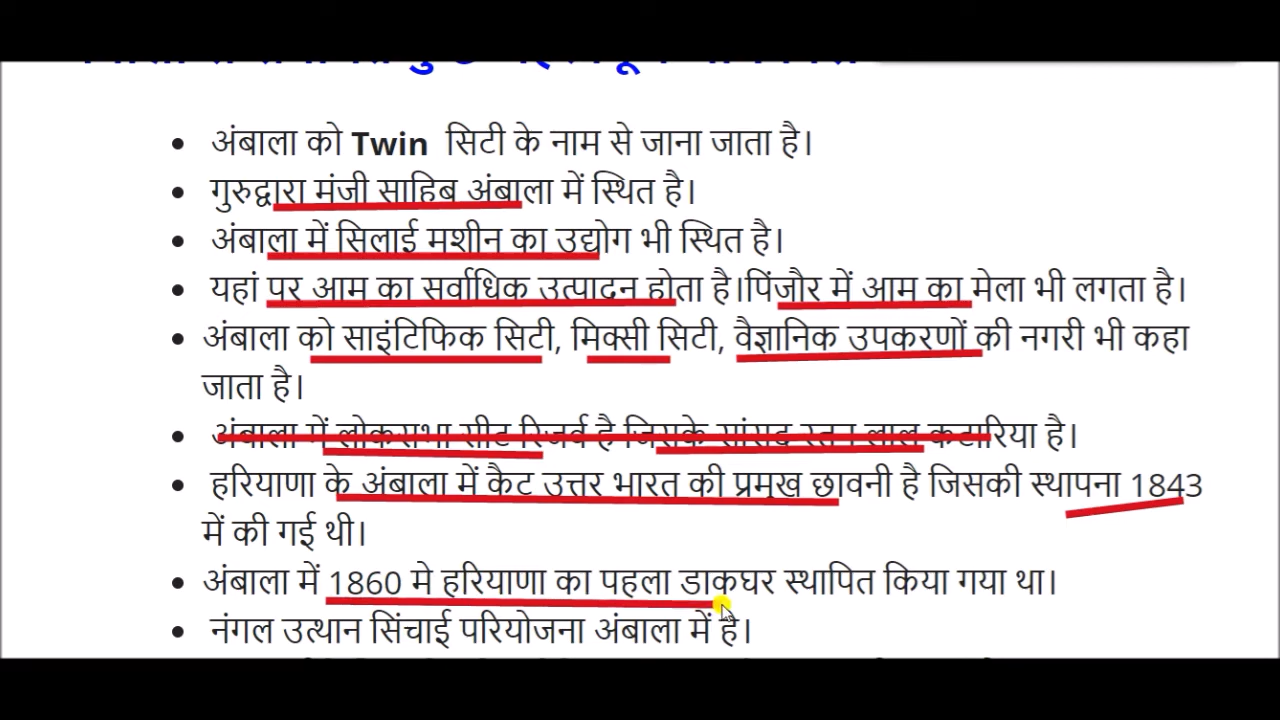 अंबाला को Twin सिटी के नाम से जाना जाता है।
गुरुद्वारा मंजी साहिब अंबाला में स्थित है।
अंबाला में सिलाई मशीन का उद्योग भी स्थित है।
यहां पर आम का सर्वाधिक उत्पादन होता है।पिंजौर में आम का मेला भी लगता है।
अंबाला को साइंटिफिक सिटी, मिक्सी सिटी, वैज्ञानिक उपकरणों की नगरी भी कहा
जाता है।
अंबाला में लोकसभा सीट रिजर्व है जिसके सांसद रतन लाल कटारिया है।
हरियाणा के अंबाला में कैट उत्तर भारत की प्रमुख छावनी है जिसकी स्थापना 1843
में की गई थी।
अंबाला में 1860 मे हरियाणा का पहला डाकघर स्थापित किया गया था।
नंगल उत्थान सिंचाई परियोजना अंबाला में है।